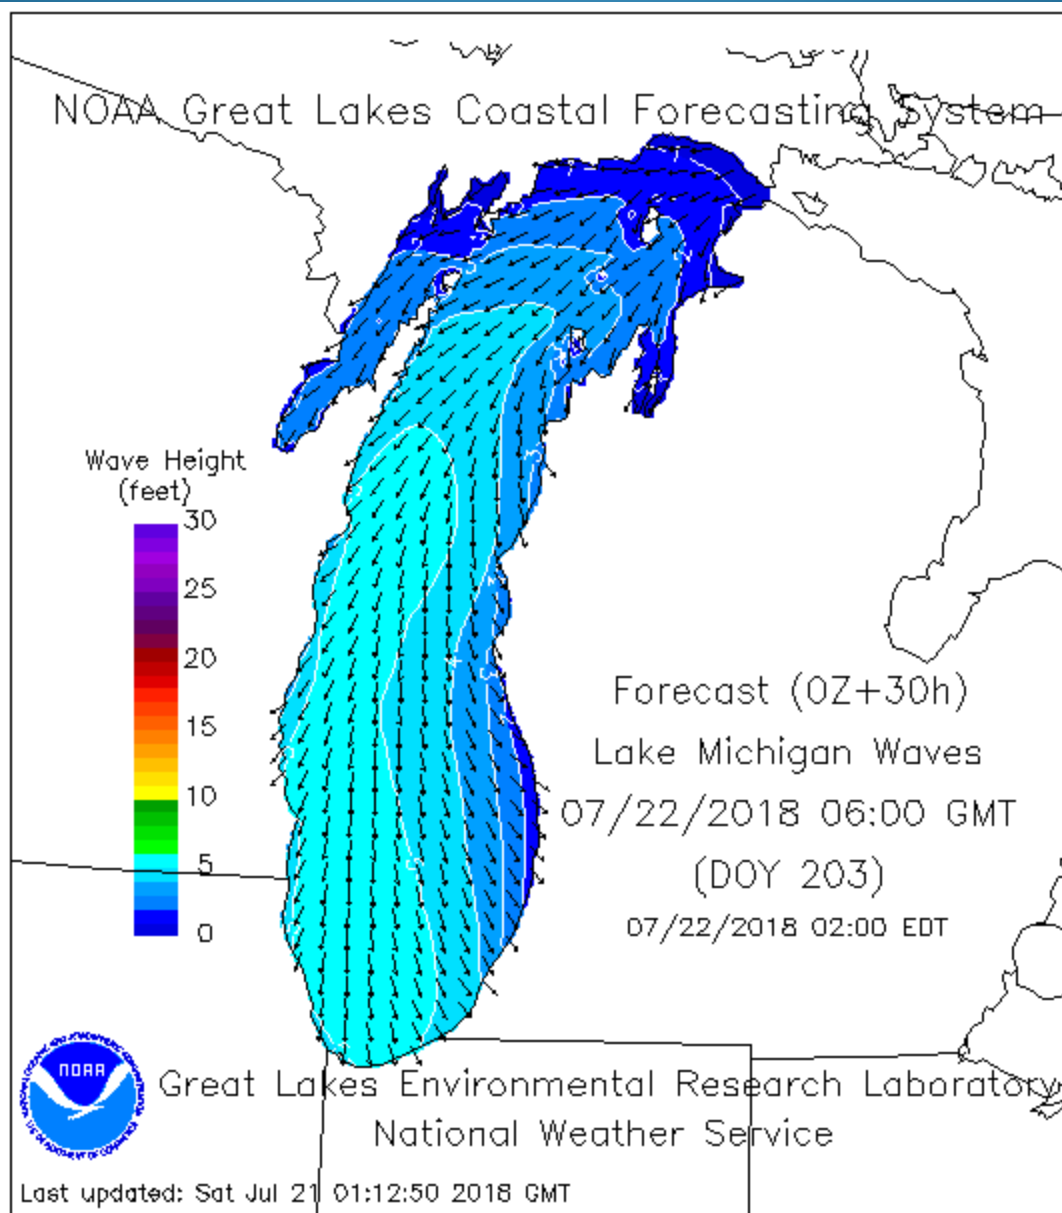 NOAA Great Lakes Coastal Forecasting System
Wave Height
(feet)
30
25
20
15
10
5
0
Forecast (0Z+30h)
Lake Michigan Waves
07/22/2018 06:00 GMT
(DOY 203)
07/22/2018 02:00 EDT
NOAA
Great Lakes Environmental Research Laboratory
National Weather Service
Last updated: Sat Jul 21 01:12:50 2018 GMT